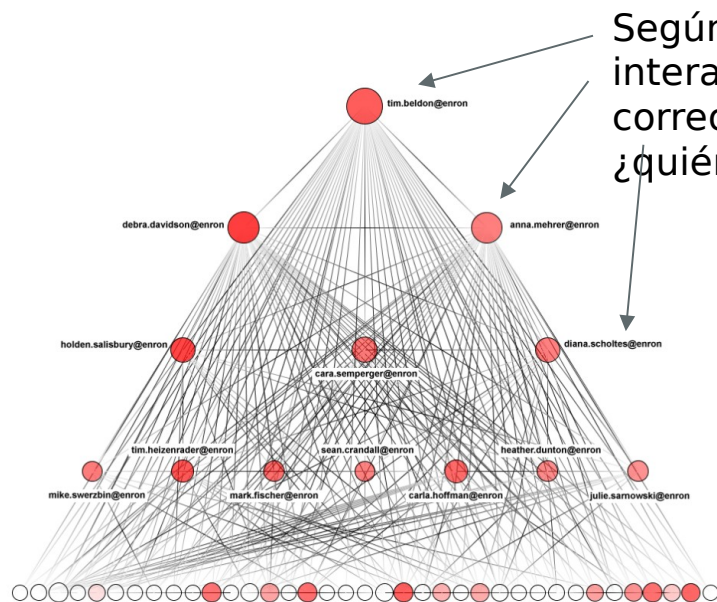 Según
intera
correo
¿quién
tim.beldon@enron
debra.davidson@enron
anna.mehrer@enron
holden.salisbury@enron
diana.scholtes@enron
cara.semperger@enron
tim.heizenrader@enron
sean.crandall@enron
heather.dunton@enron
mike.swerzbin@enron
mark.fischer@enron
carla.hoffman@enron
julie.sarnowski@enron